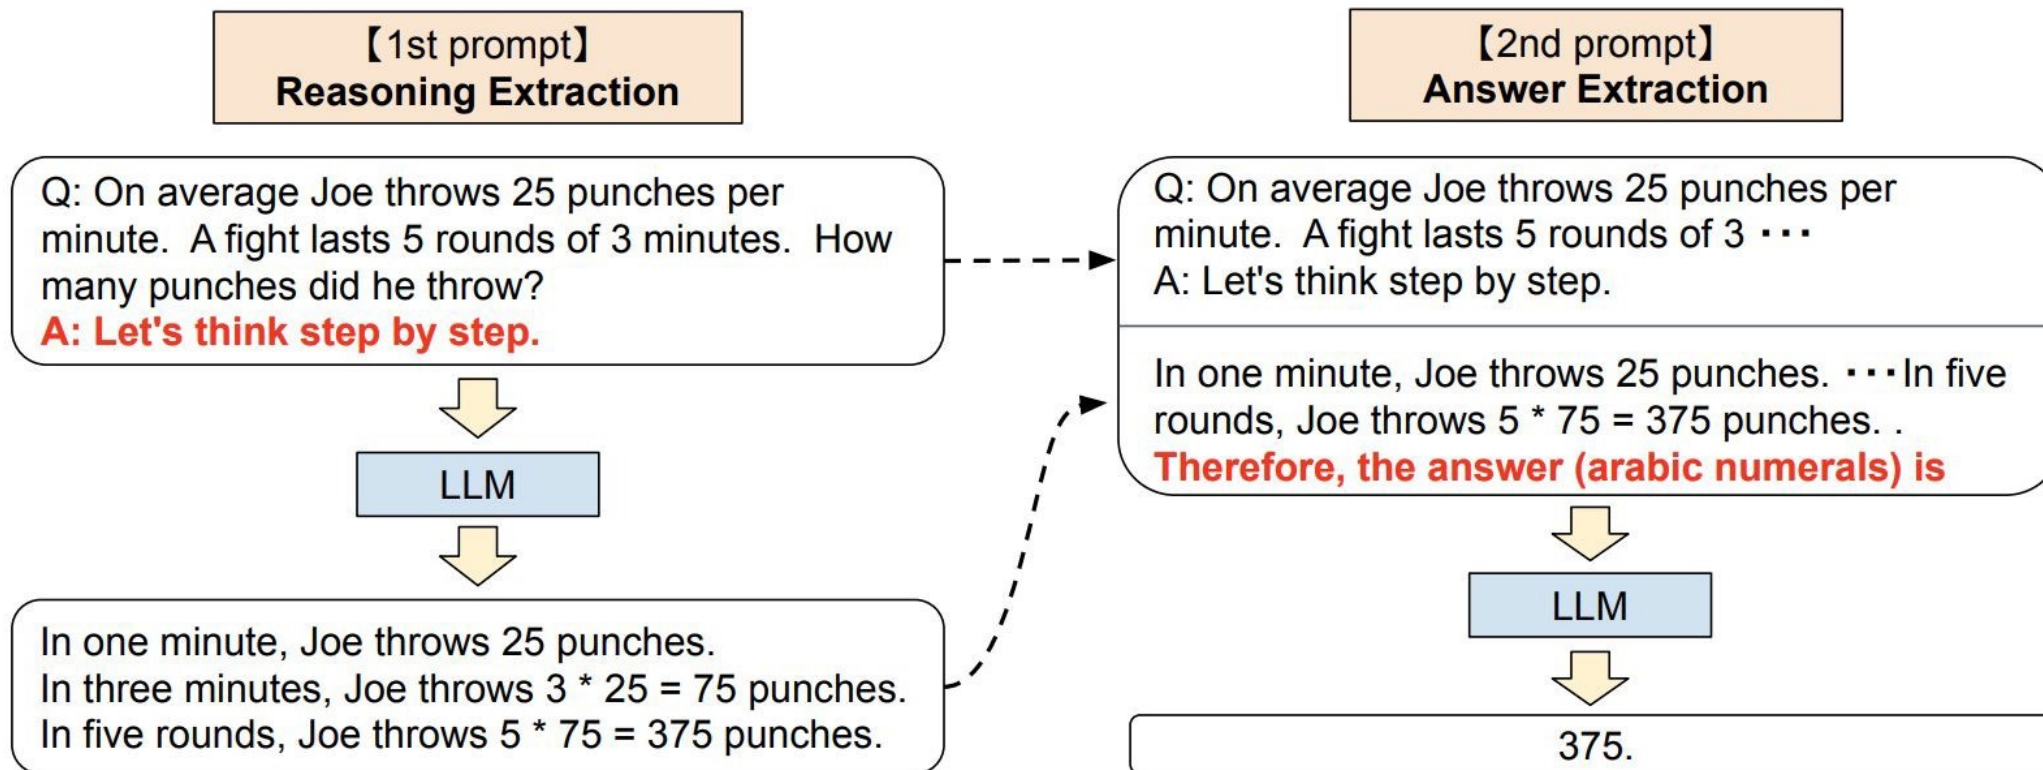 【1st prompt】
Reasoning Extraction
Q: On average Joe throws 25 punches per
minute.  A fight lasts 5 rounds of 3 minutes.  How
many punches did he throw?
A: Let's think step by step.
LLM
In one minute, Joe throws 25 punches.
In three minutes, Joe throws 3 * 25 = 75 punches.
In five rounds, Joe throws 5 * 75 = 375 punches.
【2nd prompt】
Answer Extraction
Q: On average Joe throws 25 punches per
minute.  A fight lasts 5 rounds of 3 ･･･
A: Let's think step by step.
In one minute, Joe throws 25 punches. ･･･In five
rounds, Joe throws 5 * 75 = 375 punches. .
Therefore, the answer (arabic numerals) is
LLM
375.